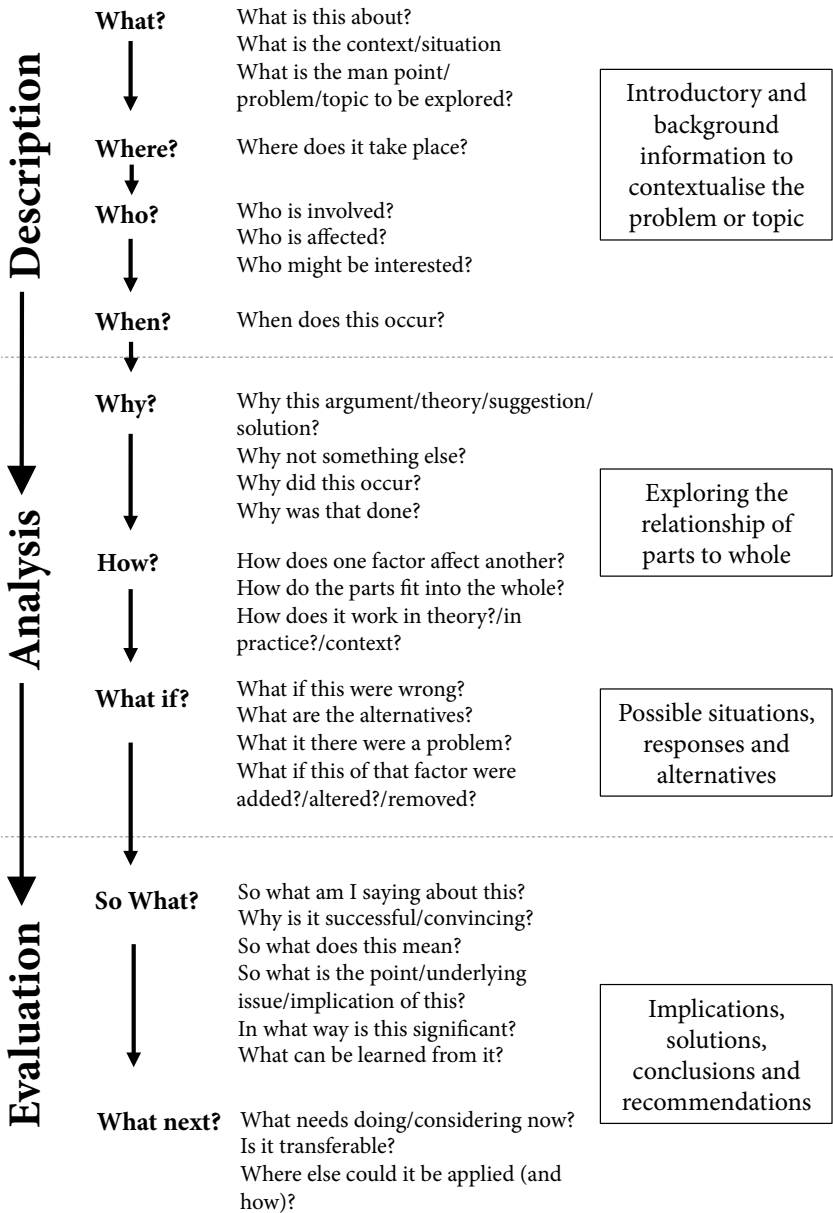 Description
What?
What is this about?
What is the context/situation
What is the man point/
problem/topic to be explored?
Where?
Where does it take place?
Who?
Who is involved?
Who is affected?
Who might be interested?
When?
When does this occur?
Introductory and
background
information to
contextualise the
problem or topic
Analysis
Why?
Why this argument/theory/suggestion/
solution?
Why not something else?
Why did this occur?
Why was that done?
How?
How does one factor affect another?
How do the parts fit into the whole?
How does it work in theory?/in
practice?/context?
Exploring the
relationship of
parts to whole
What if?
What if this were wrong?
What are the alternatives?
What it there were a problem?
What if this of that factor were
added?/altered?/removed?
Possible situations,
responses and
alternatives
Evaluation
So What?
So what am I saying about this?
Why is it successful/convincing?
So what does this mean?
So what is the point/underlying
issue/implication of this?
In what way is this significant?
What can be learned from it?
What next?
What needs doing/considering now?
Is it transferable?
Where else could it be applied (and
how)?
Implications,
solutions,
conclusions and
recommendations